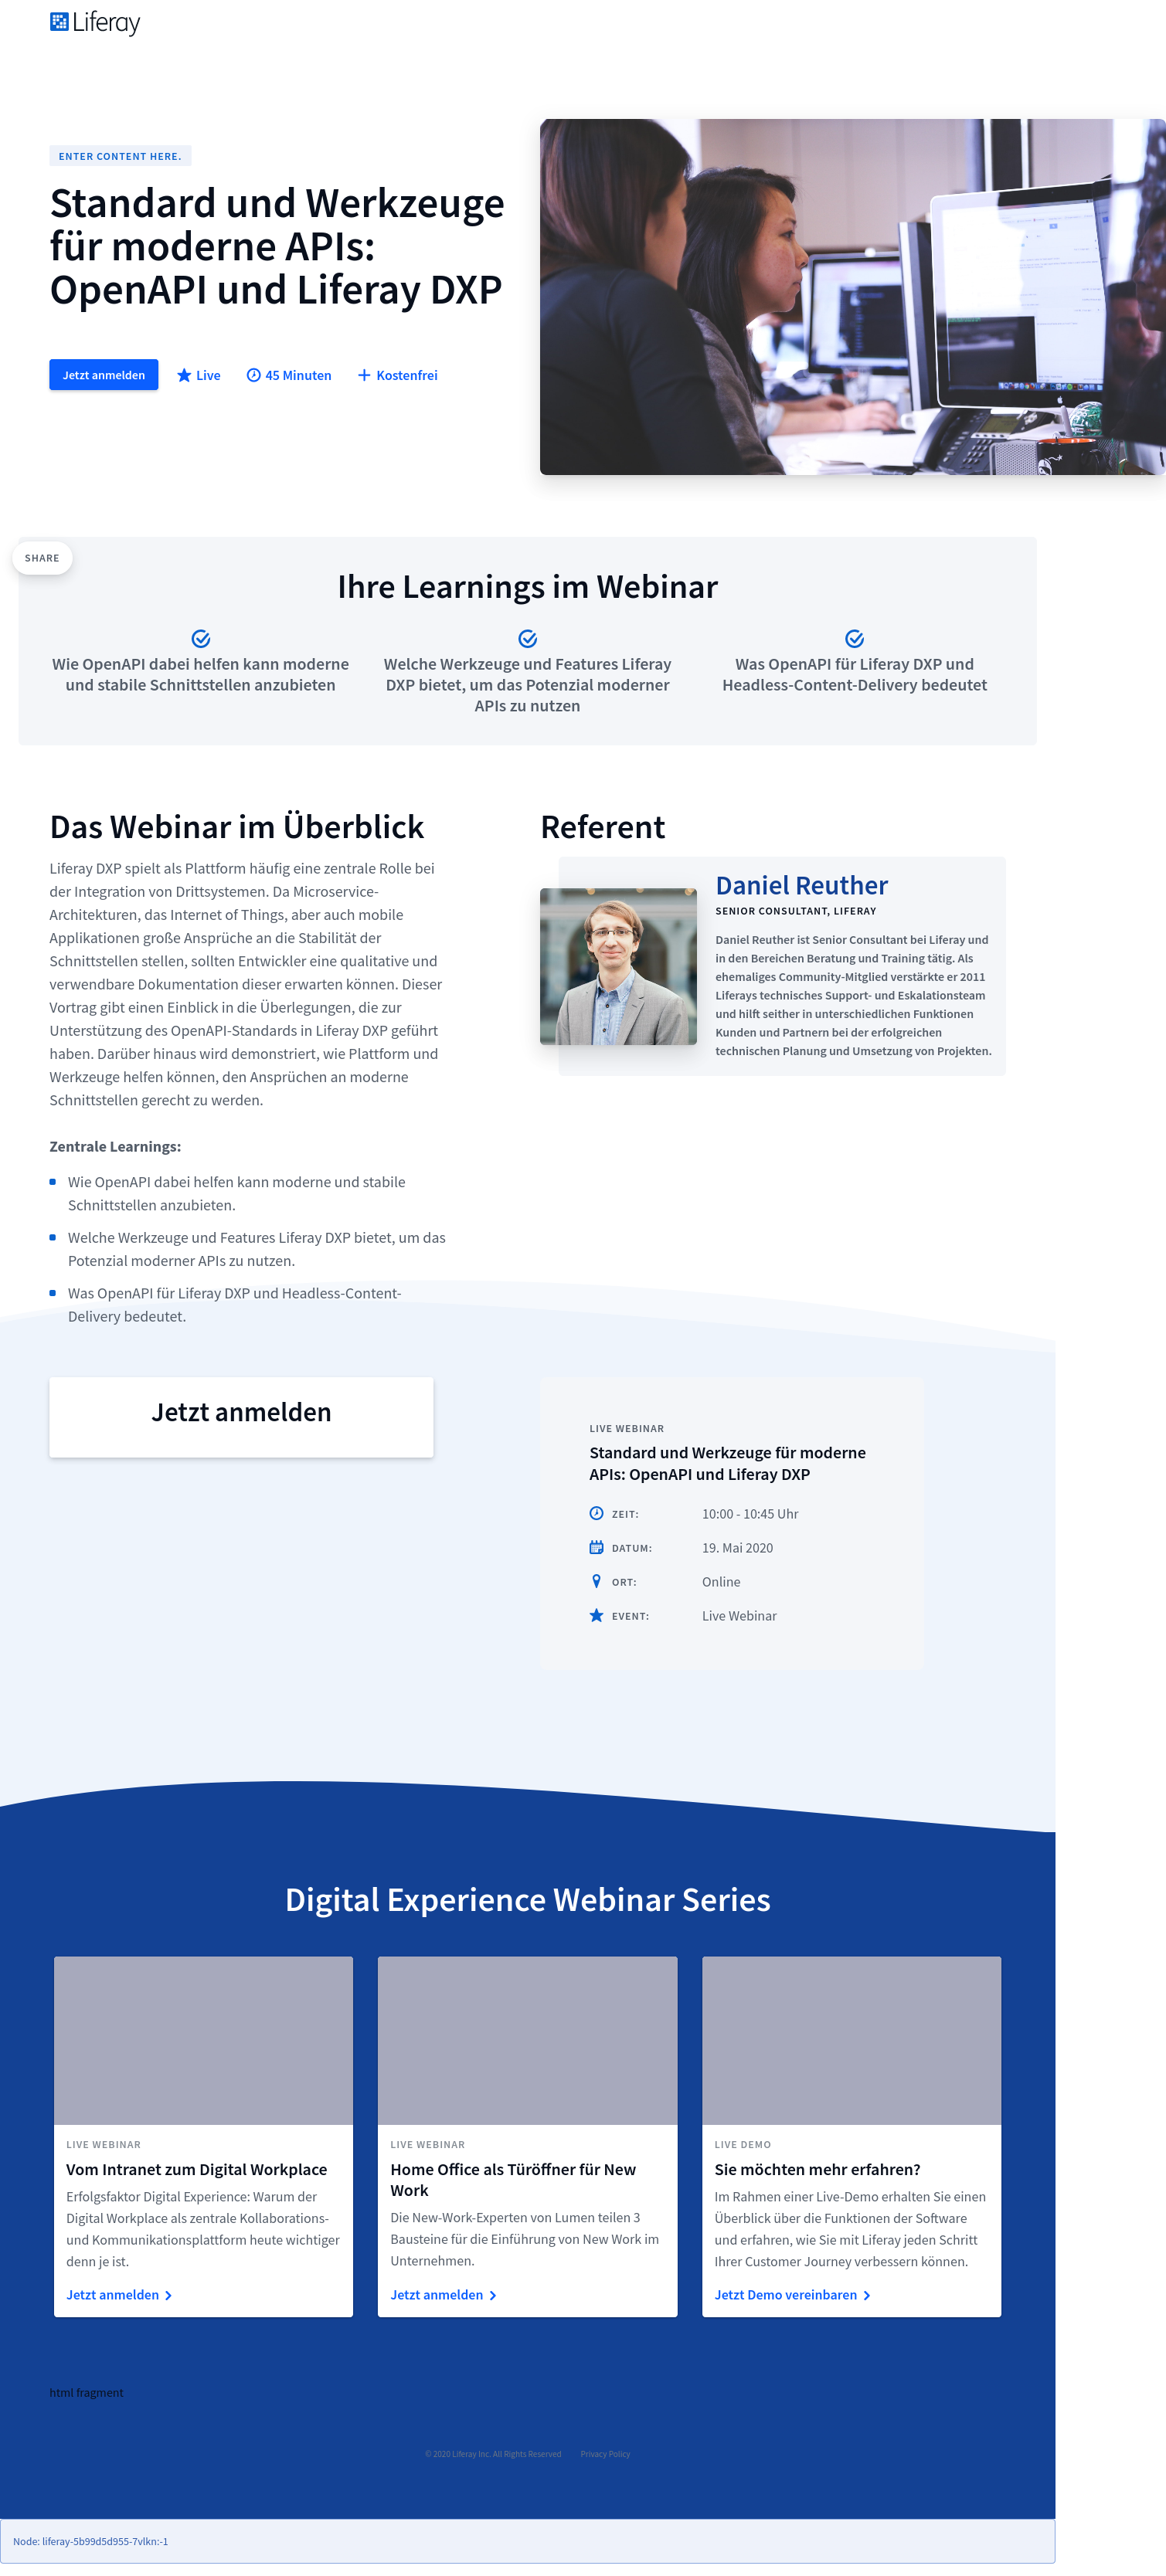 Liferay
ENTER CONTENT HERE.
Standard und Werkzeuge
für moderne APIs:
OpenAPI und Liferay DXP
Jetzt anmelden
Live
45 Minuten
Kostenfrei
SHARE
Ihre Learnings im Webinar
Wie OpenAPI dabei helfen kann moderne
und stabile Schnittstellen anzubieten
Welche Werkzeuge und Features Liferay
DXP bietet, um das Potenzial moderner
APIs zu nutzen
Was OpenAPI für Liferay DXP und
Headless-Content-Delivery bedeutet
Das Webinar im Überblick
Liferay DXP spielt als Plattform häufig eine zentrale Rolle bei
der Integration von Drittsystemen. Da Microservice-
Architekturen, das Internet of Things, aber auch mobile
Applikationen große Ansprüche an die Stabilität der
Schnittstellen stellen, sollten Entwickler eine qualitative und
verwendbare Dokumentation dieser erwarten können. Dieser
Vortrag gibt einen Einblick in die Überlegungen, die zur
Unterstützung des OpenAPI-Standards in Liferay DXP geführt
haben. Darüber hinaus wird demonstriert, wie Plattform und
Werkzeuge helfen können, den Ansprüchen an moderne
Schnittstellen gerecht zu werden.
Zentrale Learnings:
Wie OpenAPI dabei helfen kann moderne und stabile
Schnittstellen anzubieten.
Welche Werkzeuge und Features Liferay DXP bietet, um das
Potenzial moderner APIs zu nutzen.
Was OpenAPI für Liferay DXP und Headless-Content-
Delivery bedeutet.
Referent
Daniel Reuther
SENIOR CONSULTANT, LIFERAY
Daniel Reuther ist Senior Consultant bei Liferay und
in den Bereichen Beratung und Training tätig. Als
ehemaliges Community-Mitglied verstärkte er 2011
Liferays technisches Support- und Eskalationsteam
und hilft seither in unterschiedlichen Funktionen
Kunden und Partnern bei der erfolgreichen
technischen Planung und Umsetzung von Projekten.
Jetzt anmelden
LIVE WEBINAR
Standard und Werkzeuge für moderne
APIs: OpenAPI und Liferay DXP
ZEIT: 10:00 - 10:45 Uhr
DATUM: 19. Mai 2020
ORT: Online
EVENT: Live Webinar
Digital Experience Webinar Series
LIVE WEBINAR
Vom Intranet zum Digital Workplace
Erfolgsfaktor Digital Experience: Warum der
Digital Workplace als zentrale Kollaborations-
und Kommunikationsplattform heute wichtiger
denn je ist.
Jetzt anmelden
LIVE WEBINAR
Home Office als Türöffner für New
Work
Die New-Work-Experten von Lumen teilen 3
Bausteine für die Einführung von New Work im
Unternehmen.
Jetzt anmelden
LIVE DEMO
Sie möchten mehr erfahren?
Im Rahmen einer Live-Demo erhalten Sie einen
Überblick über die Funktionen der Software
und erfahren, wie Sie mit Liferay jeden Schritt
Ihrer Customer Journey verbessern können.
Jetzt Demo vereinbaren
html fragment
© 2020 Liferay Inc. All Rights Reserved Privacy Policy
Node: liferay-5b99d5d955-7vlkn:-1